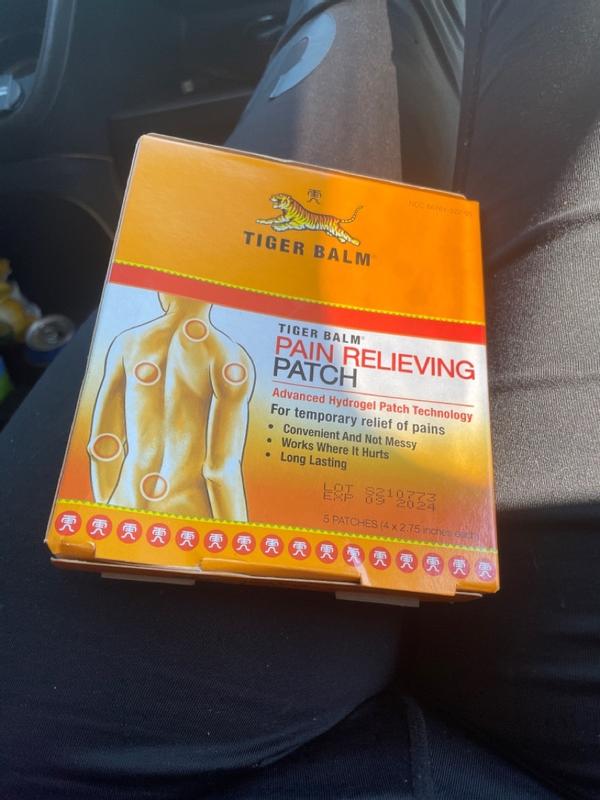 TIGER BALM
TIGER BALM®
PAIN RELIEVING
PATCH
Advanced Hydrogel Patch Technology
For temporary relief of pains
• Convenient And Not Messy
• Works Where It Hurts
• Long Lasting
LOT S210773
EXP 09 2024
5 PATCHES (4 x 2.75 inches each)